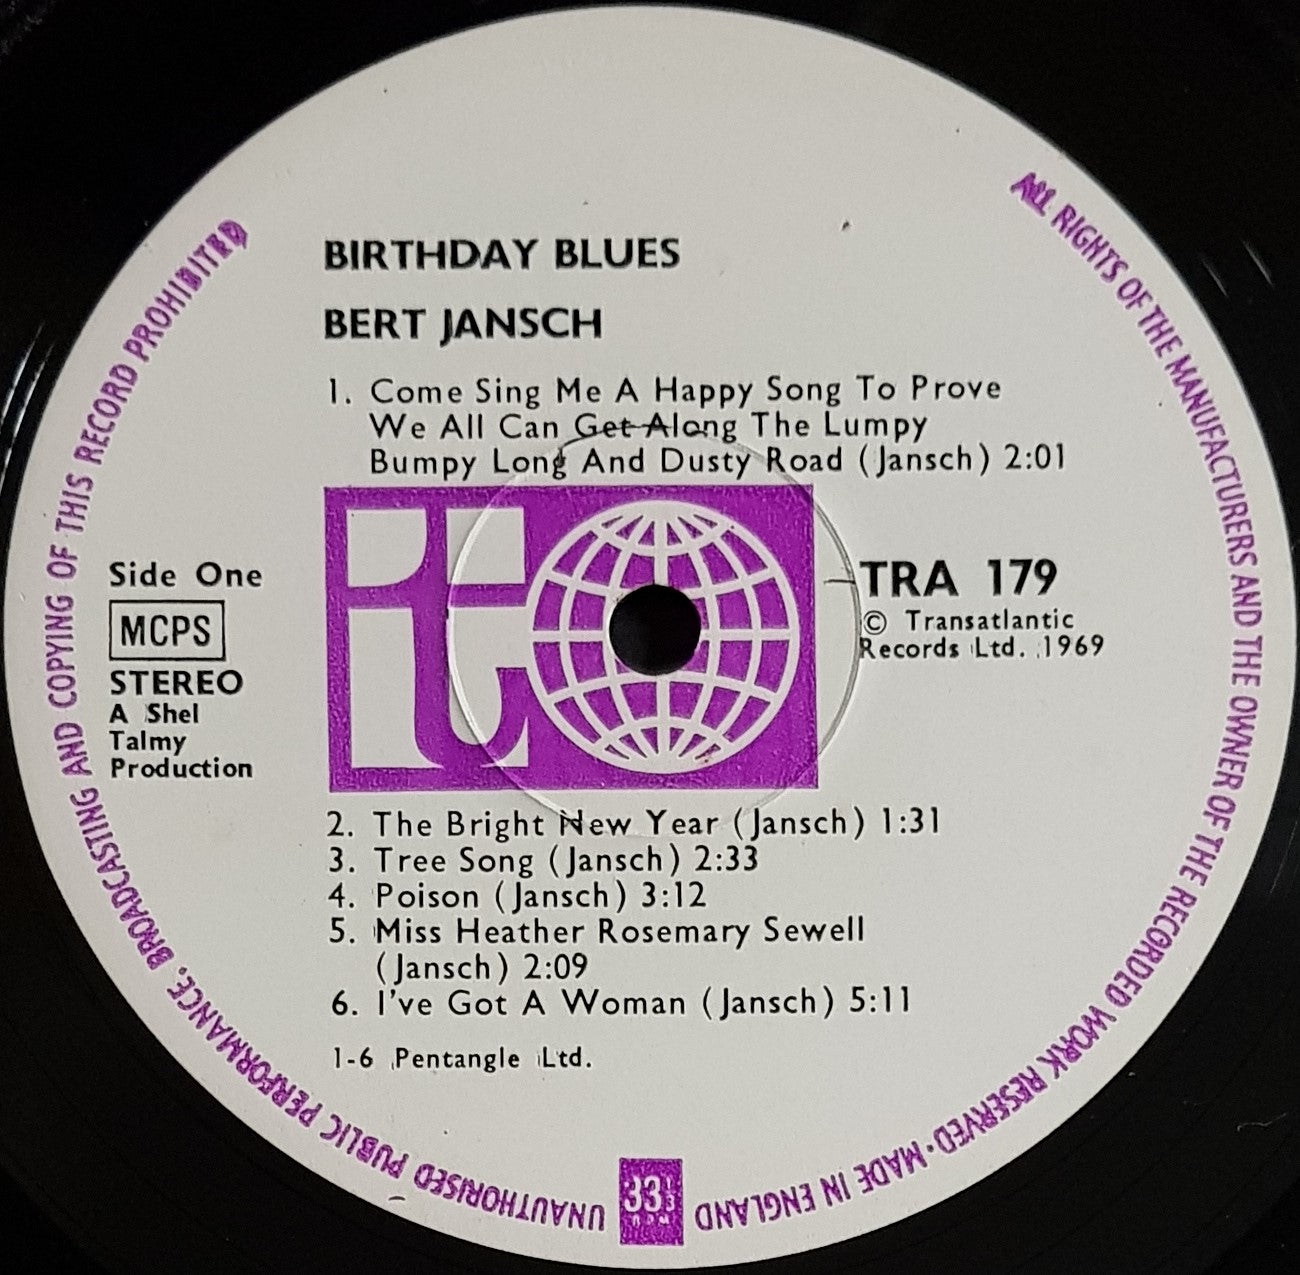 BIRTHDAY BLUES
BERT JANSCH
1. Come Sing Me A Happy Song To Prove
We All Can Get Along The Lumpy
Bumpy Long And Dusty Road (Jansch) 2:01
Side One
MCPS
STEREO
A Shel
Talmy
Production
t
TRA 179
© Transatlantic
Records Ltd. 1969
2. The Bright New Year (Jansch) 1:31
3. Tree Song (Jansch) 2:33
4. Poison (Jansch) 3:12
5. Miss Heather Rosemary Sewell
(Jansch) 2:09
6. I've Got A Woman (Jansch) 5:11
1-6 Pentangle Ltd.
ALL RIGHTS OF THE MANUFACTURERS AND THE OWNER OF THE RECORDED WORK RESERVED · MADE IN ENGLAND
33 1/3
UNAUTHORISED PUBLIC PERFORMANCE, BROADCASTING AND COPYING OF THIS RECORD PROHIBITED